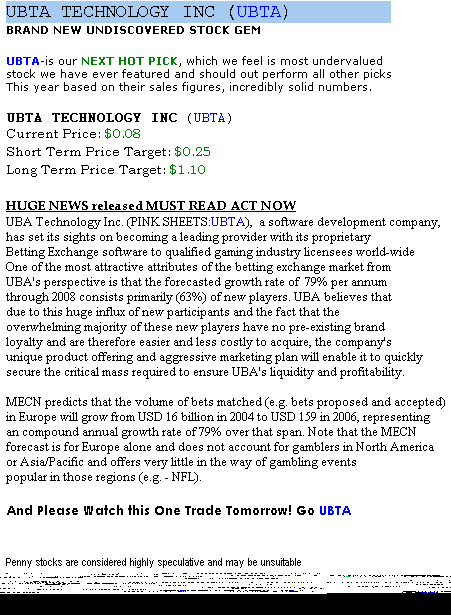 UBTA TECHNOLOGY INC (UBTA)
BRAND NEW UNDISCOVERED STOCK GEM
UBTA-is our NEXT HOT PICK, which we feel is most undervalued
stock we have ever featured and should out perform all other picks
This year based on their sales figures, incredibly solid numbers.
UBTA TECHNOLOGY INC (UBTA)
Current Price: $0.08
Short Term Price Target: $0.25
Long Term Price Target: $1.10
HUGE NEWS released MUST READ ACT NOW
UBA Technology Inc. (PINK SHEETS:UBTA), a software development company,
has set its sights on becoming a leading provider with its proprietary
Betting Exchange software to qualified gaming industry licensees world-wide
One of the most attractive attributes of the betting exchange market from
UBA's perspective is that the forecasted growth rate of 79% per annum
through 2008 consists primarily (63%) of new players. UBA believes that
due to this huge influx of new participants and the fact that the
overwhelming majority of these new players have no pre-existing brand
loyalty and are therefore easier and less costly to acquire, the company's
unique product offering and aggressive marketing plan will enable it to quickly
secure the critical mass required to ensure UBA's liquidity and profitability.
MECN predicts that the volume of bets matched (e.g. bets proposed and accepted)
in Europe will grow from USD 16 billion in 2004 to USD 159 in 2006, representing
an compound annual growth rate of 79% over that span. Note that the MECN
forecast is for Europe alone and does not account for gamblers in North America
or Asia/Pacific and offers very little in the way of gambling events
popular in those regions (e.g. - NFL).
And Please Watch this One Trade Tomorrow! Go UBTA
Penny stocks are considered highly speculative and may be unsuitable